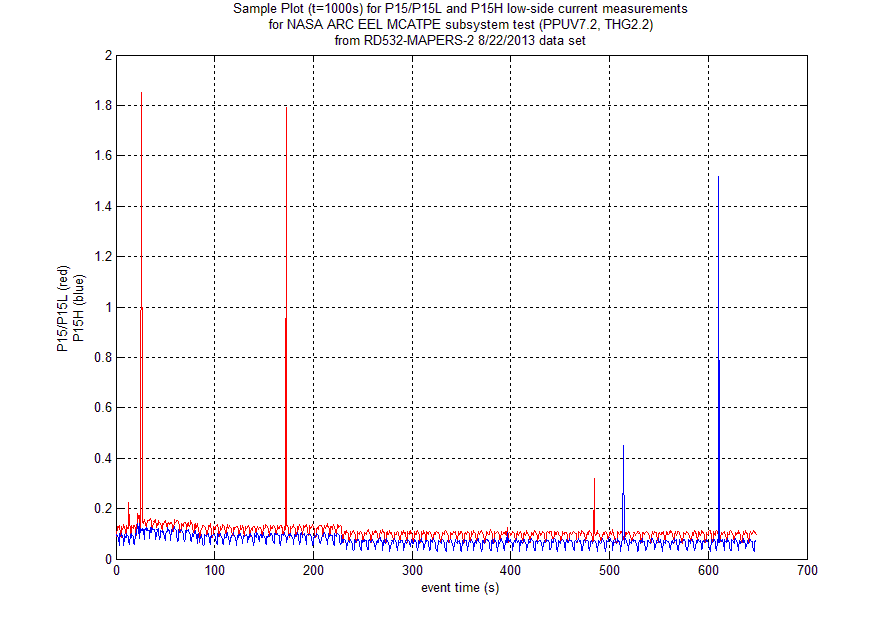 Sample Plot (t=1000s) for P15/P15L and P15H low-side current measurements
for NASA ARC EEL MCATPE subsystem test (PPUV7.2, THG2.2)
from RD532-MAPERS-2 8/22/2013 data set
2
1.8
1.6
1.4
1.2
1
0.8
0.6
0.4
0.2
0
P15/P15L (red)
P15H (blue)
0 100 200 300 400 500 600 700
event time (s)